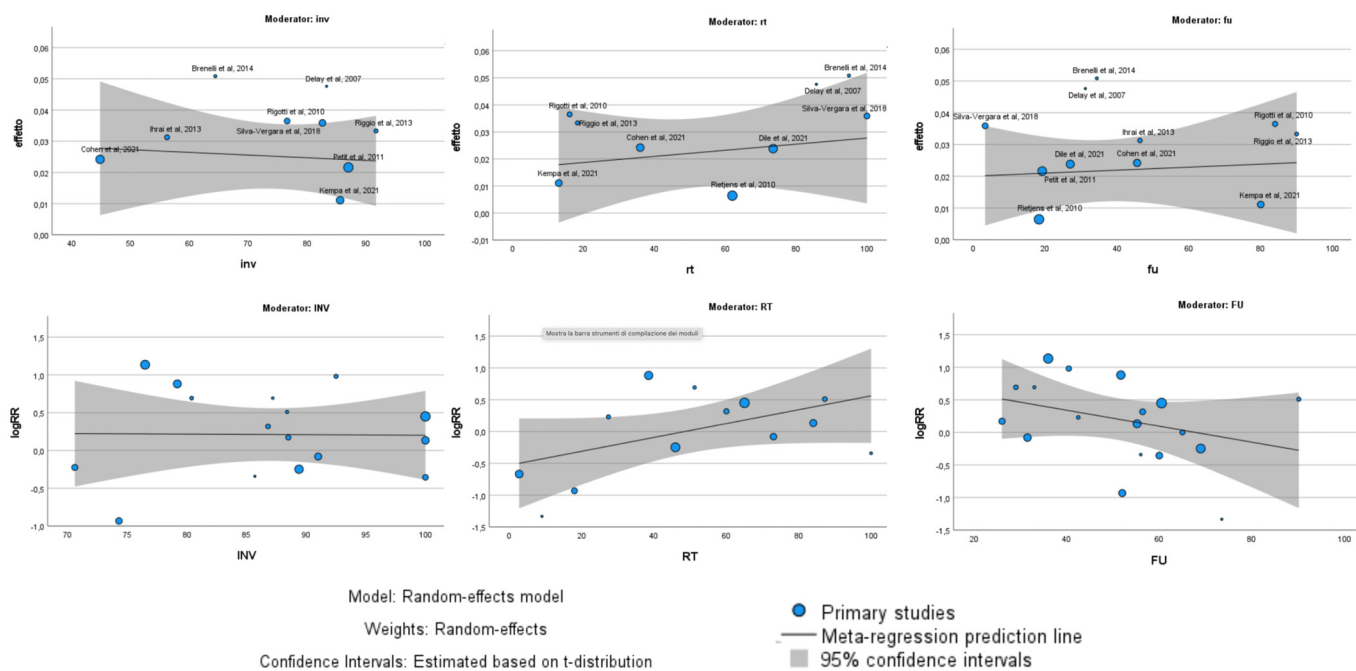 Moderator: inv
effetto
0,06
0,05
0,04
0,03
0,02
0,01
0,00
Brenelli et al, 2014
Delay et al, 2007
Rigotti et al, 2010
Ihrai et al, 2013
Silva-Vergara et al, 2018
Riggio et al, 2013
Cohen et al, 2021
Petit et al, 2011
Kempa et al, 2021
40 50 60 70 80 90 100
inv
Moderator: rt
effetto
0,05
0,04
0,03
0,02
0,01
0,00
-0,01
Brenelli et al, 2014
Delay et al, 2007
Rigotti et al, 2010
Silva-Vergara et al, 2018
Riggio et al, 2013
Cohen et al, 2021
Dile et al, 2021
Kempa et al, 2021
Rietjens et al, 2010
0 20 40 60 80 100
rt
Moderator: fu
effetto
0,06
0,05
0,04
0,03
0,02
0,01
0,00
Brenelli et al, 2014
Delay et al, 2007
Silva-Vergara et al, 2018
Rigotti et al, 2010
Ihrai et al, 2013
Riggio et al, 2013
Dile et al, 2021
Cohen et al, 2021
Petit et al, 2011
Kempa et al, 2021
Rietjens et al, 2010
20 40 60 80 100
fu
Moderator: INV
logRR
1,5
1,0
0,5
0,0
-0,5
-1,0
70 75 80 85 90 95 100
INV
Moderator: RT
Mostra la barra strumenti di compilazione dei moduli
logRR
1,5
1,0
0,5
0,0
-0,5
-1,0
-1,5
0 20 40 60 80 100
RT
Moderator: FU
logRR
1,5
1,0
0,5
0,0
-0,5
-1,0
-1,5
20 40 60 80 100
FU
Model: Random-effects model
Weights: Random-effects
Confidence Intervals: Estimated based on t-distribution
Primary studies
Meta-regression prediction line
95% confidence intervals